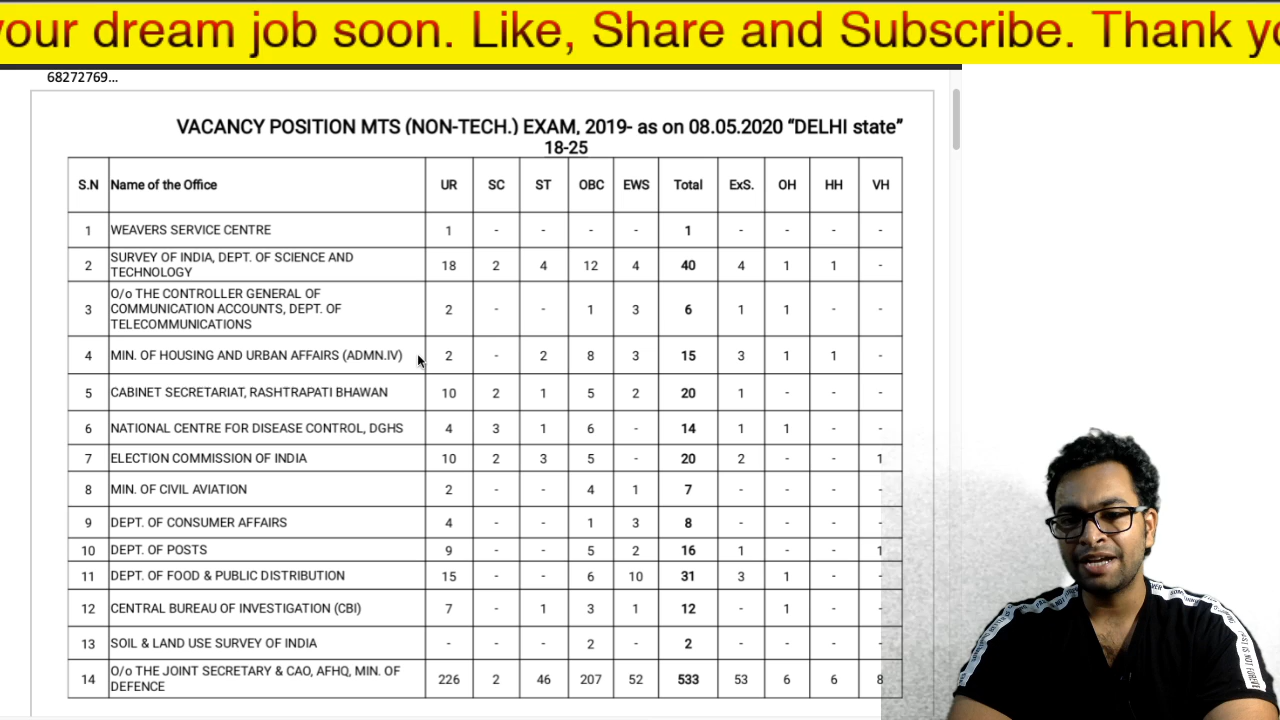 your dream job soon. Like, Share and Subscribe. Thank yo
68272769...
VACANCY POSITION MTS (NON-TECH.) EXAM, 2019- as on 08.05.2020 “DELHI state”
18-25
S.N Name of the Office UR SC ST OBC EWS Total ExS. OH HH VH
1 WEAVERS SERVICE CENTRE 1 - - - - 1 - - - -
2 SURVEY OF INDIA, DEPT. OF SCIENCE AND
TECHNOLOGY 18 2 4 12 4 40 4 1 1 -
3 O/o THE CONTROLLER GENERAL OF
COMMUNICATION ACCOUNTS, DEPT. OF
TELECOMMUNICATIONS 2 - - 1 3 6 1 1 - -
4 MIN. OF HOUSING AND URBAN AFFAIRS (ADMN.IV) 2 - 2 8 3 15 3 1 1 -
5 CABINET SECRETARIAT, RASHTRAPATI BHAWAN 10 2 1 5 2 20 1 - - -
6 NATIONAL CENTRE FOR DISEASE CONTROL, DGHS 4 3 1 6 - 14 1 1 - -
7 ELECTION COMMISSION OF INDIA 10 2 3 5 - 20 2 - - 1
8 MIN. OF CIVIL AVIATION 2 - - 4 1 7 - - - -
9 DEPT. OF CONSUMER AFFAIRS 4 - - 1 3 8 - - - -
10 DEPT. OF POSTS 9 - - 5 2 16 1 - - 1
11 DEPT. OF FOOD & PUBLIC DISTRIBUTION 15 - - 6 10 31 3 1 - -
12 CENTRAL BUREAU OF INVESTIGATION (CBI) 7 - 1 3 1 12 - 1 - -
13 SOIL & LAND USE SURVEY OF INDIA - - - 2 - 2 - - - -
14 O/o THE JOINT SECRETARY & CAO, AFHQ, MIN. OF
DEFENCE 226 2 46 207 52 533 53 6 6 8